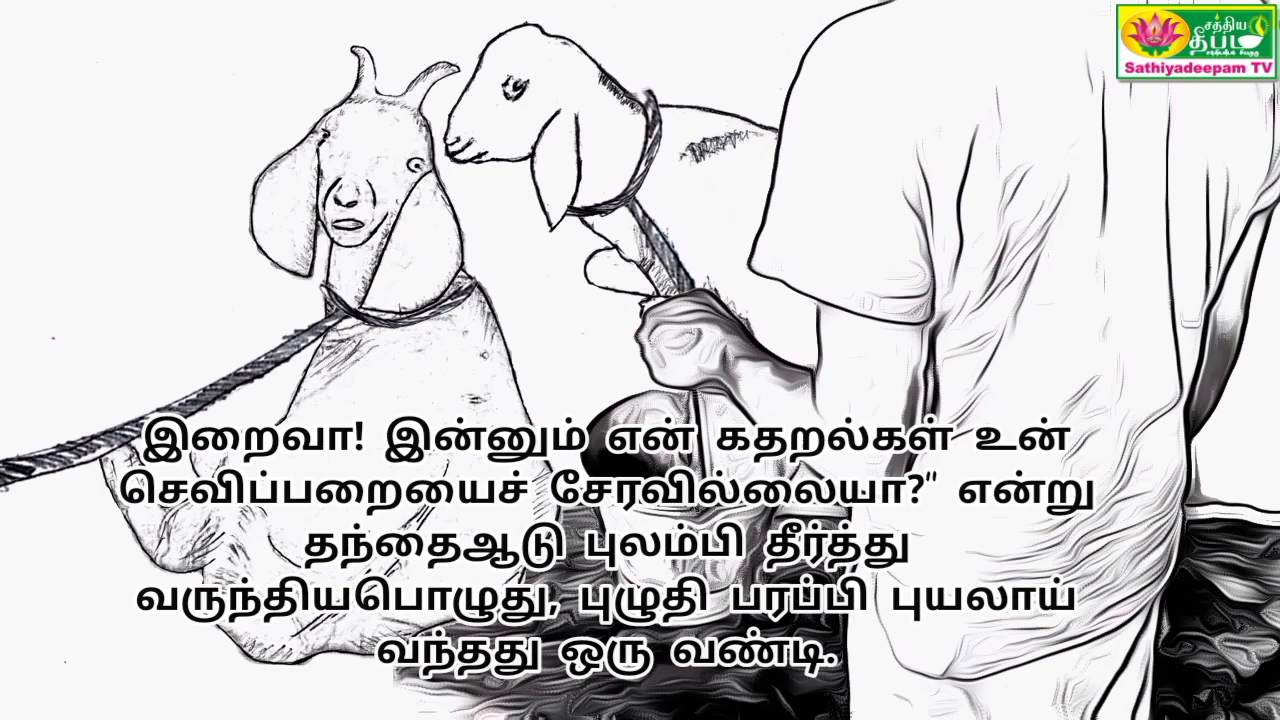 சத்திய
தீபம்
Sathiyadeepam TV
இறைவா! இன்னும் என் கதறல்கள் உன்
செவிப்பறையைச் சேரவில்லையா?" என்று
தந்தைஆடு புலம்பி தீர்த்து
வருந்தியபொழுது, புழுதி பரப்பி புயலாய்
வந்தது ஒரு வண்டி.